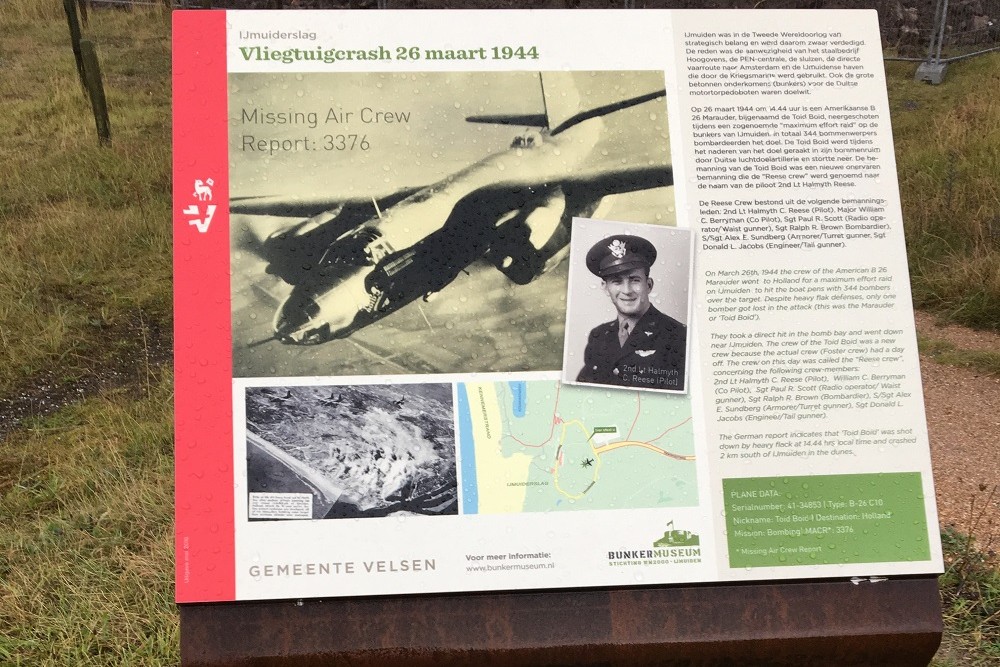 IJmuiderslag
Vliegtuigcrash 26 maart 1944
Missing Air Crew
Report: 3376
2nd Lt Halmyth
C. Reese (Pilot)
KENNEMERSTRAND
IJMUIDERSLAG
GEMEENTE VELSEN
Voor meer informatie:
www.bunkermuseum.nl
BUNKERMUSEUM
STICHTING WN2000 - IJMUIDEN
IJmuiden was in de Tweede Wereldoorlog van
strategisch belang en werd daarom zwaar verdedigd.
De reden was de aanwezigheid van het staalbedrijf
Hoogovens, de PEN-centrale, de sluizen, de directe
vaarroute naar Amsterdam en de IJmuidense haven
die door de Kriegsmarine werd gebruikt. Ook de grote
betonnen onderkomens (bunkers) voor de Duitse
motortorpedoboten waren doelwit.
Op 26 maart 1944 om 14.44 uur is een Amerikaanse B
26 Marauder, bijgenaamd de Toid Boid, neergeschoten
tijdens een zogenoemde "maximum effort raid" op de
bunkers van IJmuiden. in totaal 344 bommenwerpers
bombardeerden het doel. De Toid Boid werd tijdens
het naderen van het doel geraakt in zijn bommenruim
door Duitse luchtdoelartillerie en stortte neer. De be-
manning van de Toid Boid was een nieuwe onervaren
bemanning die de "Reese crew" werd genoemd naar
de naam van de piloot 2nd Lt Halmyth Reese.
De Reese Crew bestond uit de volgende bemannings-
leden: 2nd Lt Halmyth C. Reese (Pilot), Major William
C. Berryman (Co Pilot), Sgt Paul R. Scott (Radio ope-
rator/Waist gunner), Sgt Ralph R. Brown Bombardier),
S/Sgt Alex E. Sundberg (Armorer/Turret gunner, Sgt
Donald L. Jacobs (Engineer/Tail gunner).
On March 26th, 1944 the crew of the American B 26
Marauder went to Holland for a maximum effort raid
on IJmuiden to hit the boat pens with 344 bombers
over the target. Despite heavy flak defenses, only one
bomber got lost in the attack (this was the Marauder
or 'Toid Boid').
They took a direct hit in the bomb bay and went down
near IJmuiden. The crew of the Toid Boid was a new
crew because the actual crew (Foster crew) had a day
off. The crew on this day was called the "Reese crew",
concerning the following crew-members:
2nd Lt Halmyth C. Reese (Pilot), William C. Berryman
(Co Pilot), Sgt Paul R. Scott (Radio operator/ Waist
gunner), Sgt Ralph R. Brown (Bombardier), S/Sgt Alex
E. Sundberg (Armorer/Turret gunner), Sgt Donald L.
Jacobs (Engineer/Tail gunner).
The German report indicates that 'Toid Boid' was shot
down by heavy flack at 14.44 hrs local time and crashed
2 km south of IJmuiden in the dunes.
PLANE DATA:
Serialnumber: 41-34853 | Type: B-26 C10
Nickname: Toid Boid | Destination: Holland
Mission: Bombing| MACR*: 3376
* Missing Air Crew Report